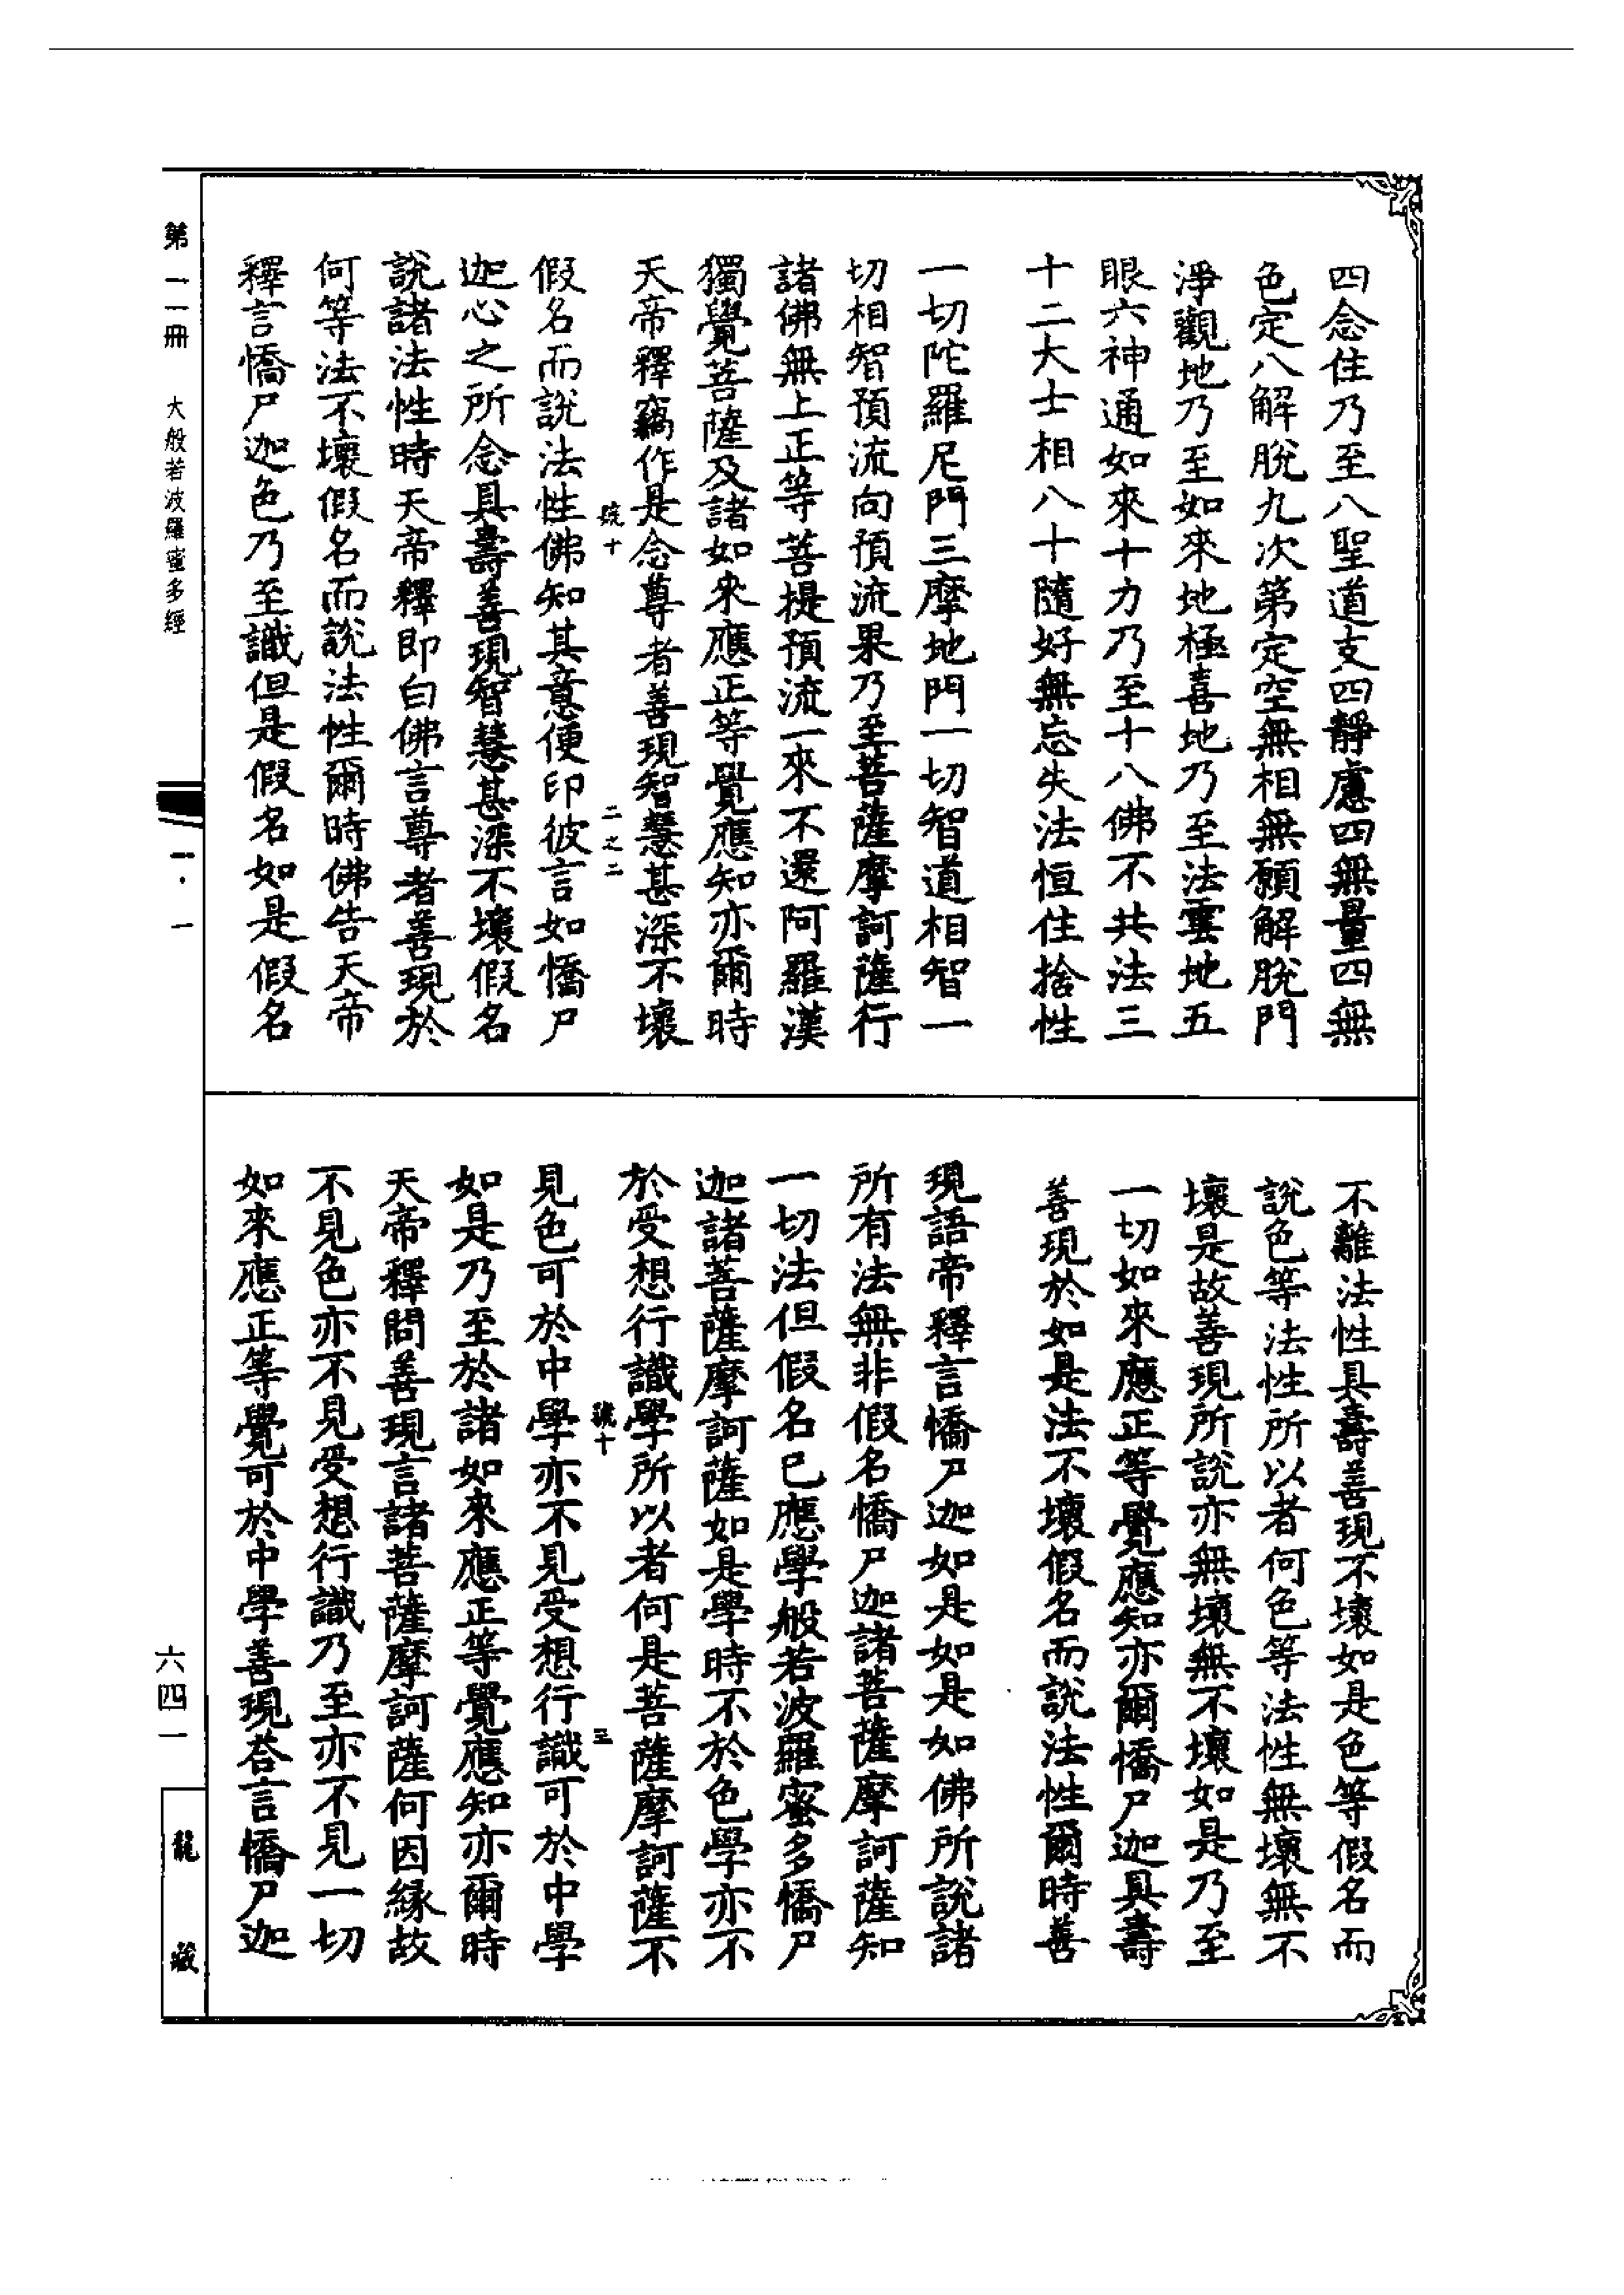 四念住乃至八聖道支四靜慮四無量四無
色定八解脫九次第定空無相無願解脫門
淨觀地乃至如來地極喜地乃至法雲地五
眼六神通如來十力乃至十八佛不共法三
十二大士相八十隨好無忘失法恒住捨性
一切陀羅尼門三摩地門一切智道相智一
切相智預流向預流果乃至菩薩摩訶薩行
諸佛無上正等菩提預流一來不還阿羅漢
獨覺菩薩及諸如來應正等覺應知亦爾時
天帝釋竊作是念尊者善現智慧甚深不壞
號十 二之二
假名而說法性佛知其意便印彼言如憍尸
迦心之所念具壽善現智慧甚深不壞假名
說諸法性時天帝釋即白佛言尊者善現於
何等法不壞假名而說法性爾時佛告天帝
釋言憍尸迦色乃至識但是假名如是假名
不離法性具壽善現不壞如是色等假名而
說色等法性所以者何色等法性無壞無不
壞是故善現所說亦無壞無不壞如是乃至
一切如來應正等覺應知亦爾憍尸迦具壽
善現於如是法不壞假名而說法性爾時善
現語帝釋言憍尸迦如是如是如佛所說諸
所有法無非假名憍尸迦諸菩薩摩訶薩知
一切法但假名已應學般若波羅蜜多憍尸
迦諸菩薩摩訶薩如是學時不於色學亦不
於受想行識學所以者何是菩薩摩訶薩不
號十 三
見色可於中學亦不見受想行識可於中學
如是乃至於諸如來應正等覺應知亦爾時
天帝釋問善現言諸菩薩摩訶薩何因緣故
不見色亦不見受想行識乃至亦不見一切
如來應正等覺可於中學善現荅言憍尸迦
第一一冊 大般若波羅蜜多經
一·一
六四一
龍藏